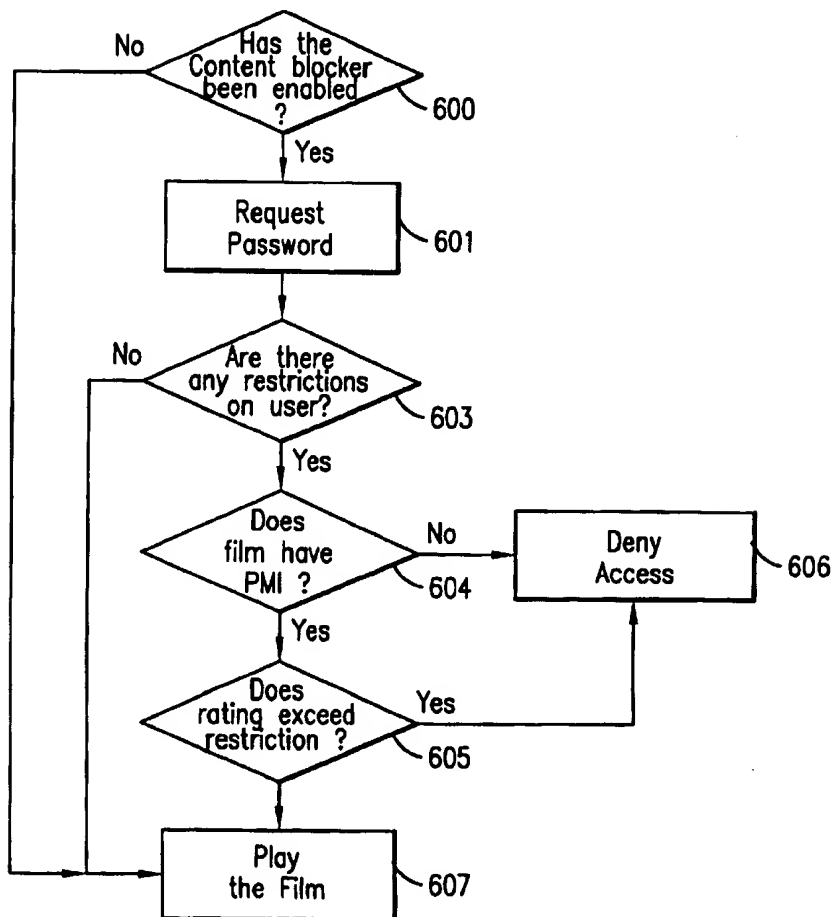 No
Has the
Content blocker
been enabled
?
600
Yes
Request
Password
601
No
Are there
any restrictions
on user?
603
Yes
Does
film have
PMI ?
604
No
Deny
Access
606
Yes
Does
rating exceed
restriction ?
605
Yes
Play
the Film
607